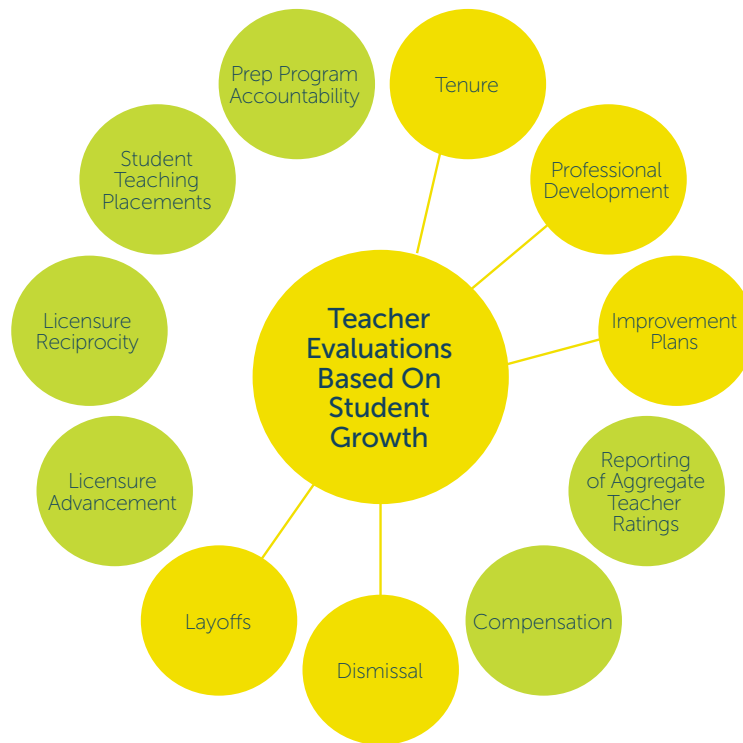 Prep Program
Accountability
Tenure
Student
Teaching
Placements
Professional
Development
Licensure
Reciprocity
Teacher
Evaluations
Based On
Student
Growth
Improvement
Plans
Licensure
Advancement
Reporting
of Aggregate
Teacher
Ratings
Layoffs
Dismissal
Compensation